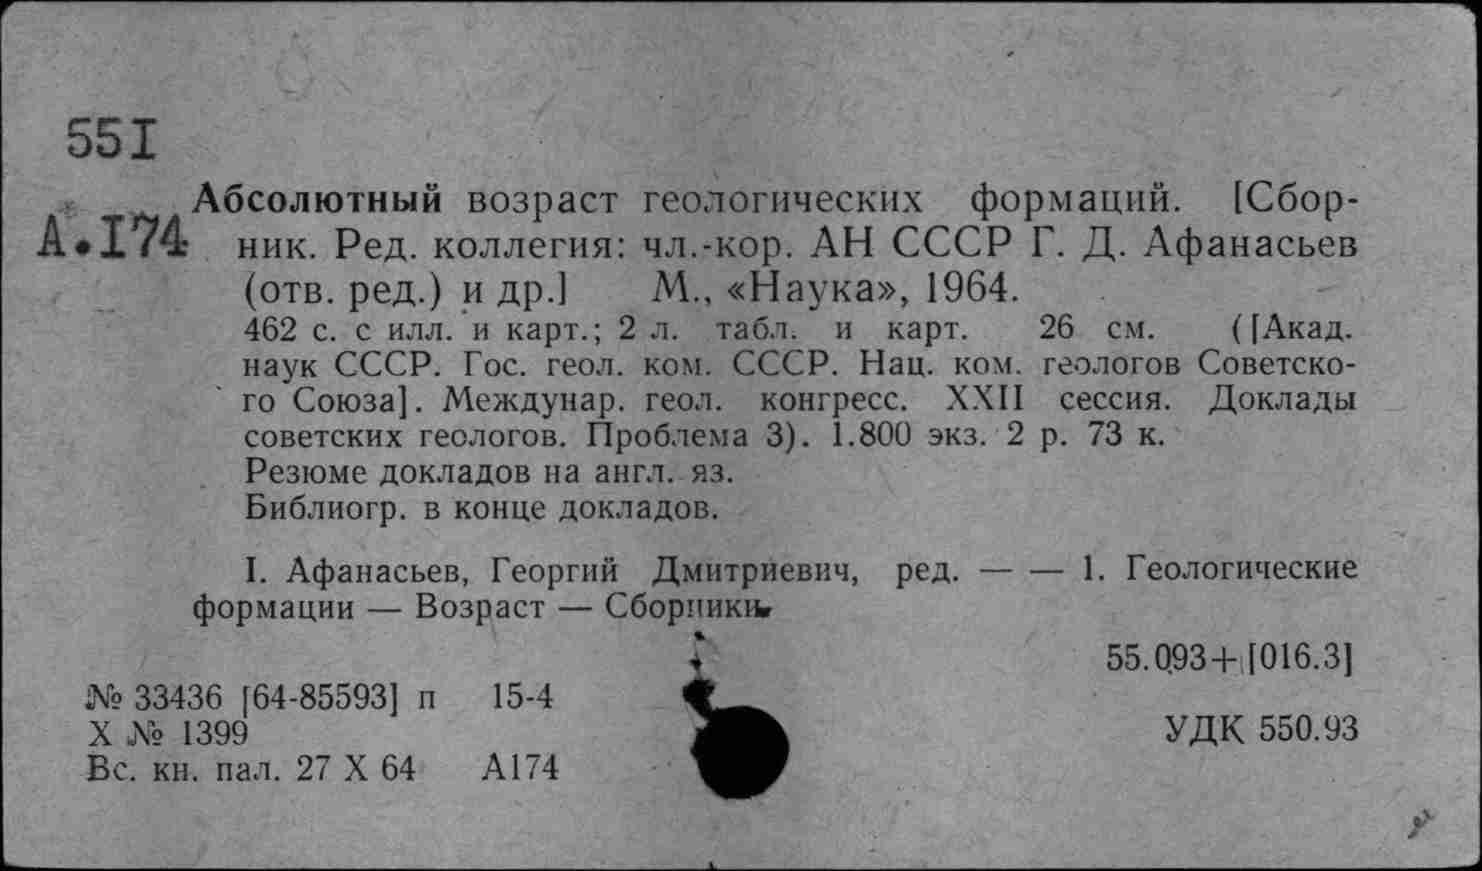 551
Абсолютный возраст геологических формаций. [Сбор-
А.174 ник. Ред. коллегия: чл.-кор. АН СССР Г. Д. Афанасьев
(отв. ред.) и др.] М., «Наука», 1964.
462 с. с илл. и карт.; 2 л. табл. и карт. 26 см. ([Акад.
наук СССР. Гос. геол. ком. СССР. Нац. ком. геологов Советско-
го Союза]. Междунар. геол. конгресс. XXII сессия. Доклады
советских геологов. Проблема 3). 1.800 экз. 2 р. 73 к.
Резюме докладов на англ. яз.
Библиогр. в конце докладов.
I. Афанасьев, Георгий Дмитриевич, ред. — — 1. Геологические
формации — Возраст — Сборники.
55.093+[016.3]
№ 33436 [64-85593] п 15-4
X № 1399
УДК 550.93
Вс. кн. пал. 27 X 64 А174